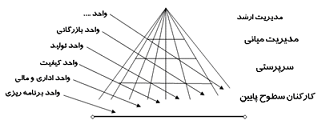 مدیریت ارشد
مدیریت میانی
سرپرستی
کارکنان سطوح پایین
واحد ....
واحد بازرگانی
واحد تولید
واحد کیفیت
واحد اداری و مالی
واحد برنامه ریزی